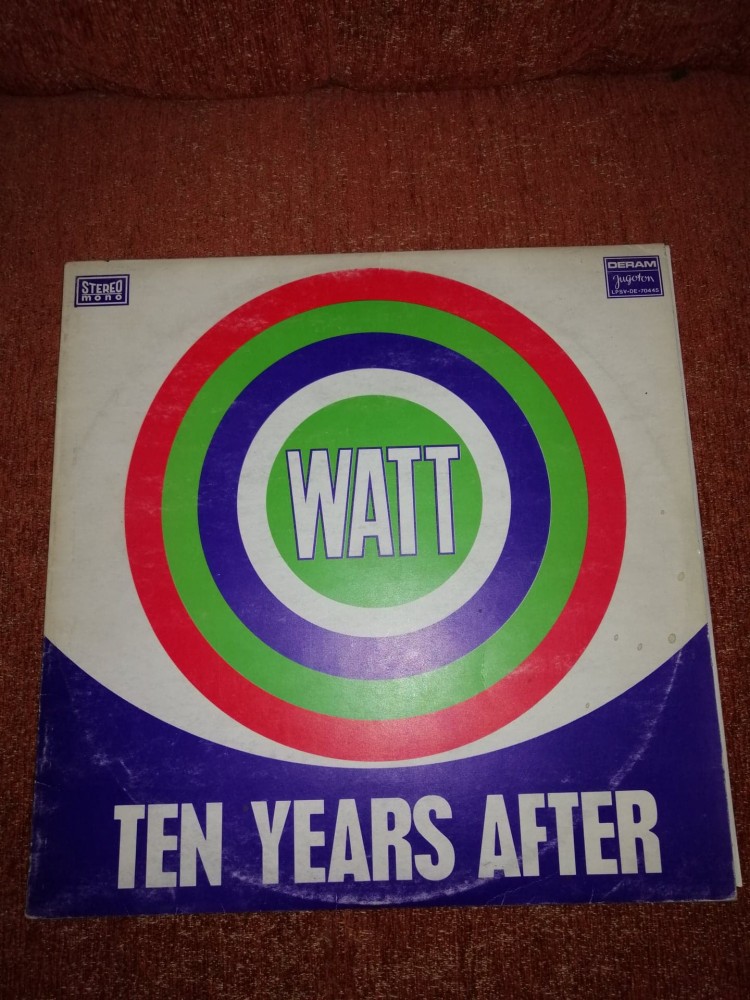 STEREO
mono
DERAM
Jugoton
LPSV-DE-70445
WATT
TEN YEARS AFTER